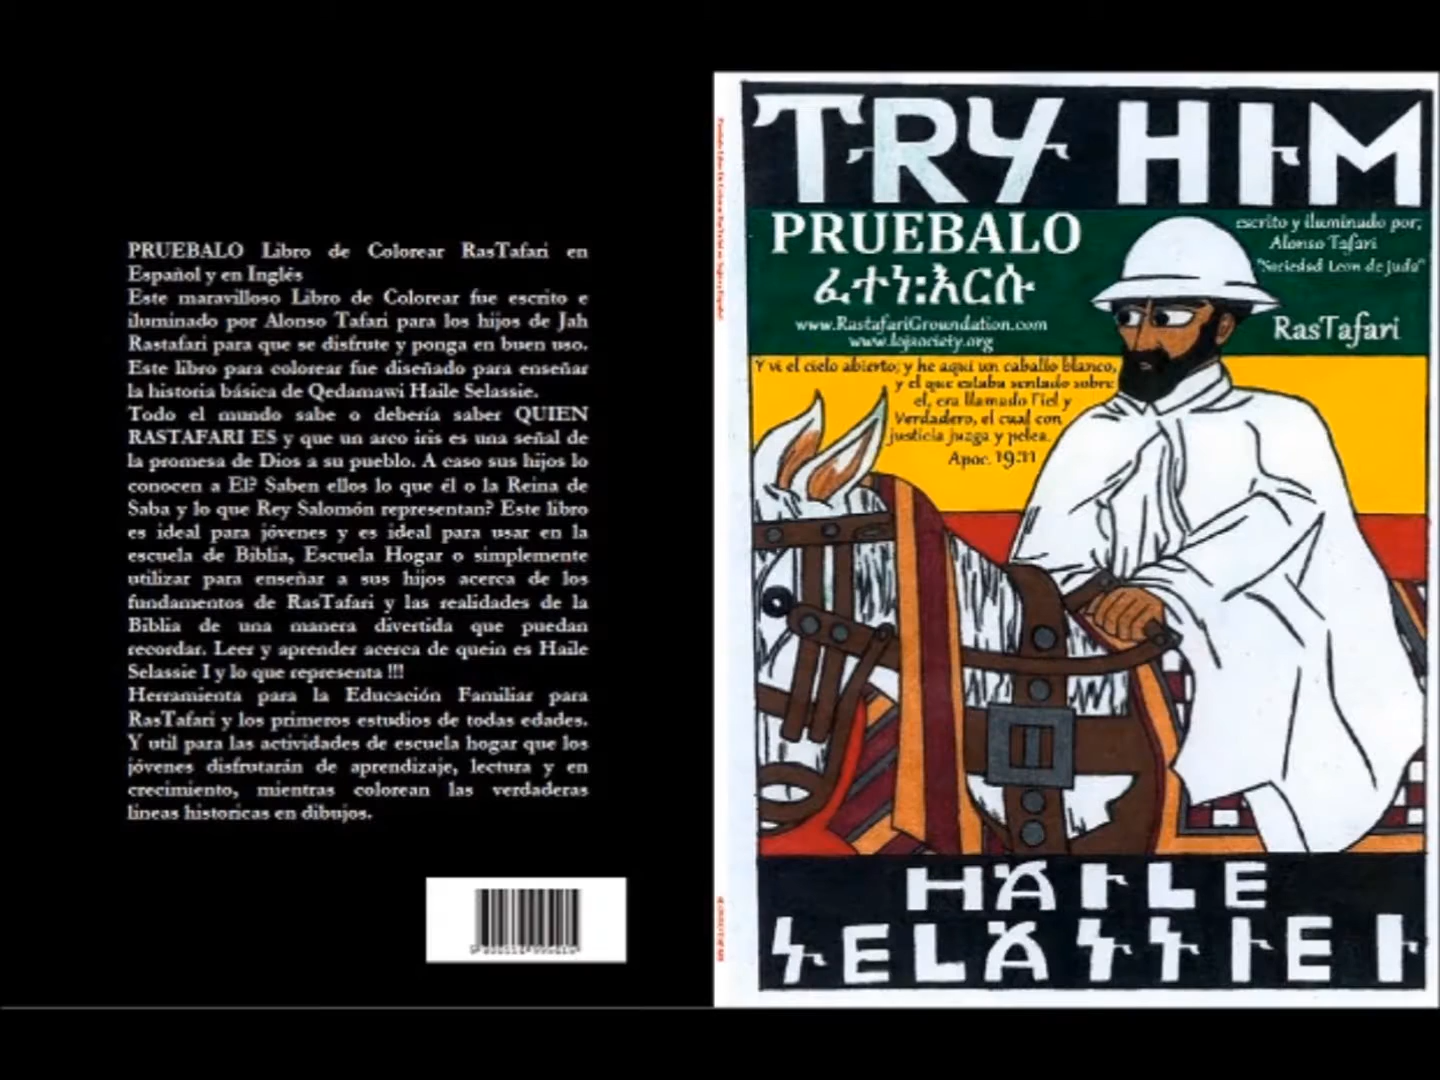 PRUEBALO Libro de Colorear RasTafari en
Español y en Inglés
Este maravilloso Libro de Colorear fue escrito e
iluminado por Alonso Tafari para los hijos de Jah
Rastafari para que se disfrute y ponga en buen uso.
Este libro para colorear fue diseñado para enseñar
la historia básica de Qedamawi Haile Selassie.
Todo el mundo sabe o debería saber QUIEN
RASTAFARI ES y que un arco iris es una señal de
la promesa de Dios a su pueblo. A caso sus hijos lo
conocen a El? Saben ellos lo que él o la Reina de
Saba y lo que Rey Salomón representan? Este libro
es ideal para jóvenes y es ideal para usar en la
escuela de Biblia, Escuela Hogar o simplemente
utilizar para enseñar a sus hijos acerca de los
fundamentos de RasTafari y las realidades de la
Biblia de una manera divertida que puedan
recordar. Leer y aprender acerca de quein es Haile
Selassie I y lo que representa !!!
Herramienta para la Educación Familiar para
RasTafari y los primeros estudios de todas edades.
Y util para las actividades de escuela hogar que los
jóvenes disfrutarán de aprendizaje, lectura y en
crecimiento, mientras colorean las verdaderas
lineas historicas en dibujos.
TRY HIM
PRUEBALO
ፈተነ:እርሱ
www.RastafariGroundation.com
www.lojsociety.org
escrito y iluminado por;
Alonso Tafari
"Sociedad Leon de Juda"
RasTafari
Y vi el cielo abierto; y he aquí un caballo blanco,
y el que estaba sentado sobre
el, era llamado Fiel y
Verdadero, el cual con
justicia juzga y pelea.
Apoc. 19:11
HAILE
SELASSIE I